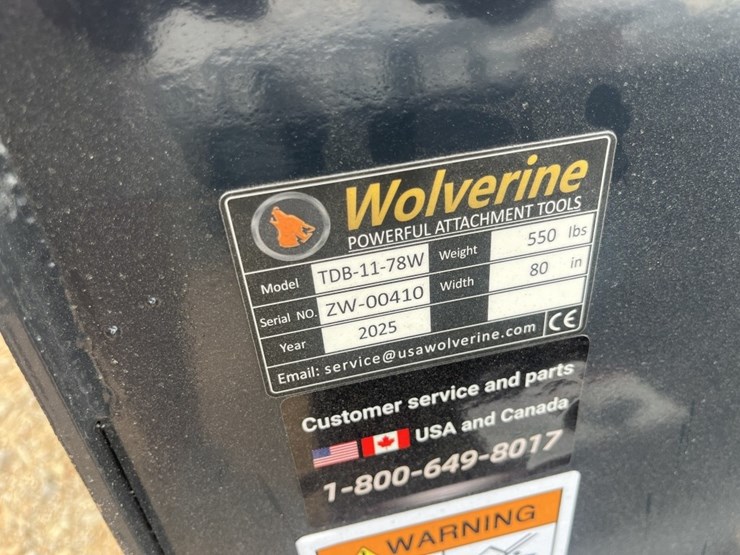 Wolverine
POWERFUL ATTACHMENT TOOLS
Model TDB-11-78W Weight 550 lbs
Serial NO. ZW-00410 Width 80 in
Year 2025
Email: service@usawolverine.com CE
Customer service and parts
USA and Canada
1-800-649-8017
WARNING